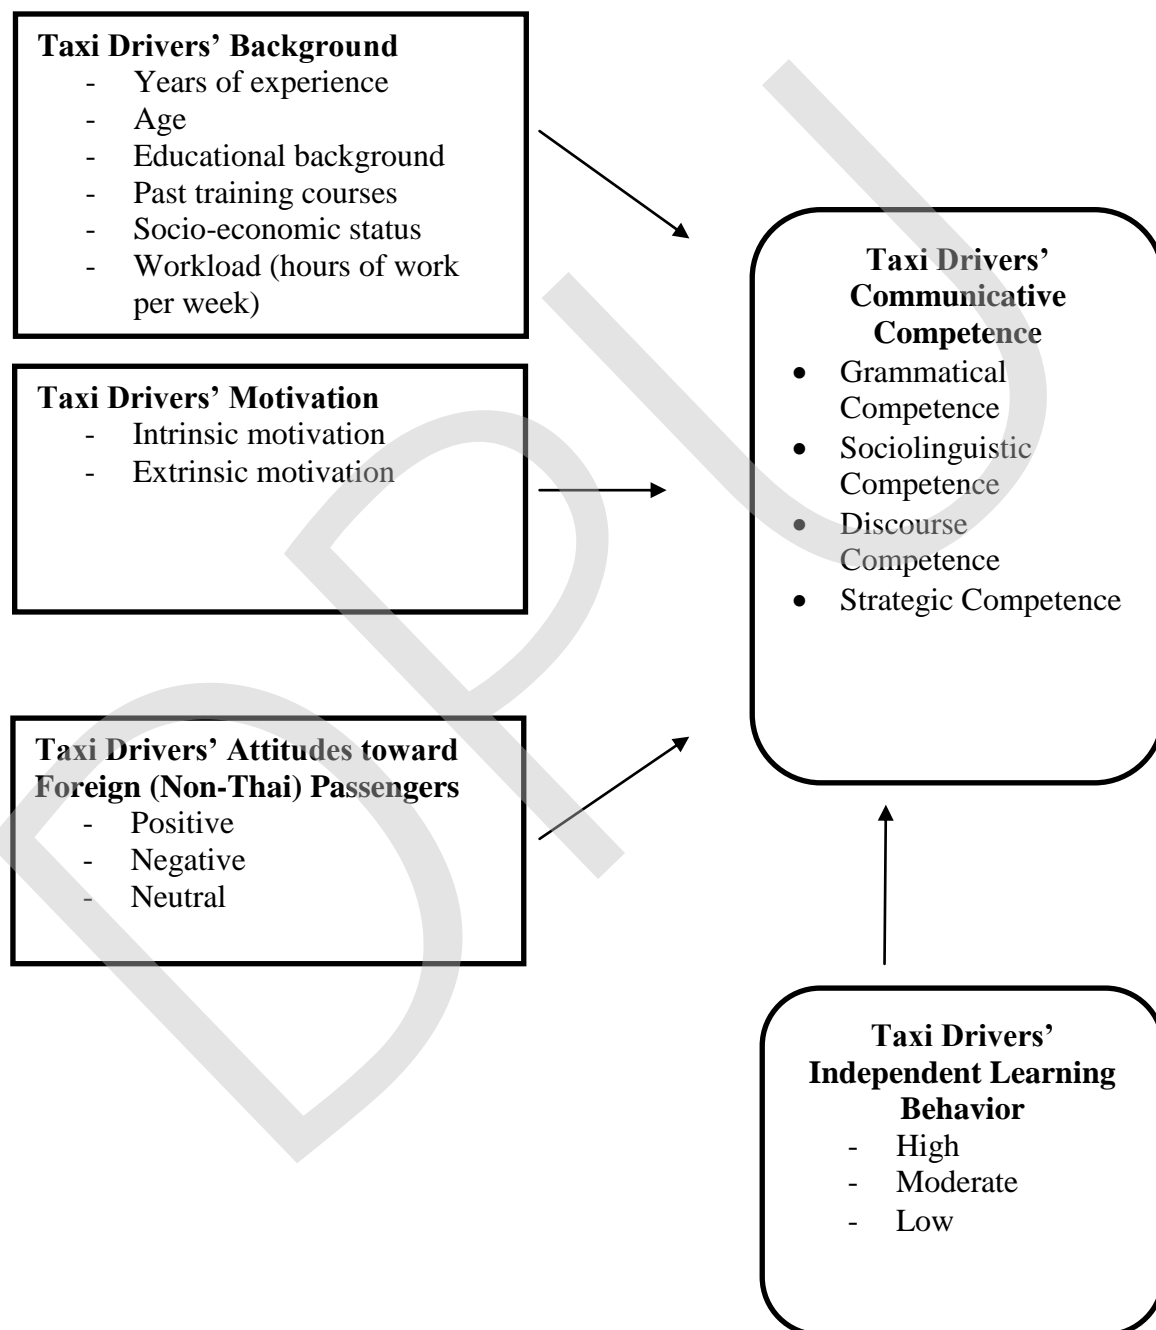 Taxi Drivers’ Background
- Years of experience
- Age
- Educational background
- Past training courses
- Socio-economic status
- Workload (hours of work
per week)
Taxi Drivers’ Motivation
- Intrinsic motivation
- Extrinsic motivation
Taxi Drivers’ Attitudes toward
Foreign (Non-Thai) Passengers
- Positive
- Negative
- Neutral
Taxi Drivers’
Communicative
Competence
• Grammatical
Competence
• Sociolinguistic
Competence
• Discourse
Competence
• Strategic Competence
Taxi Drivers’
Independent Learning
Behavior
- High
- Moderate
- Low
DPU